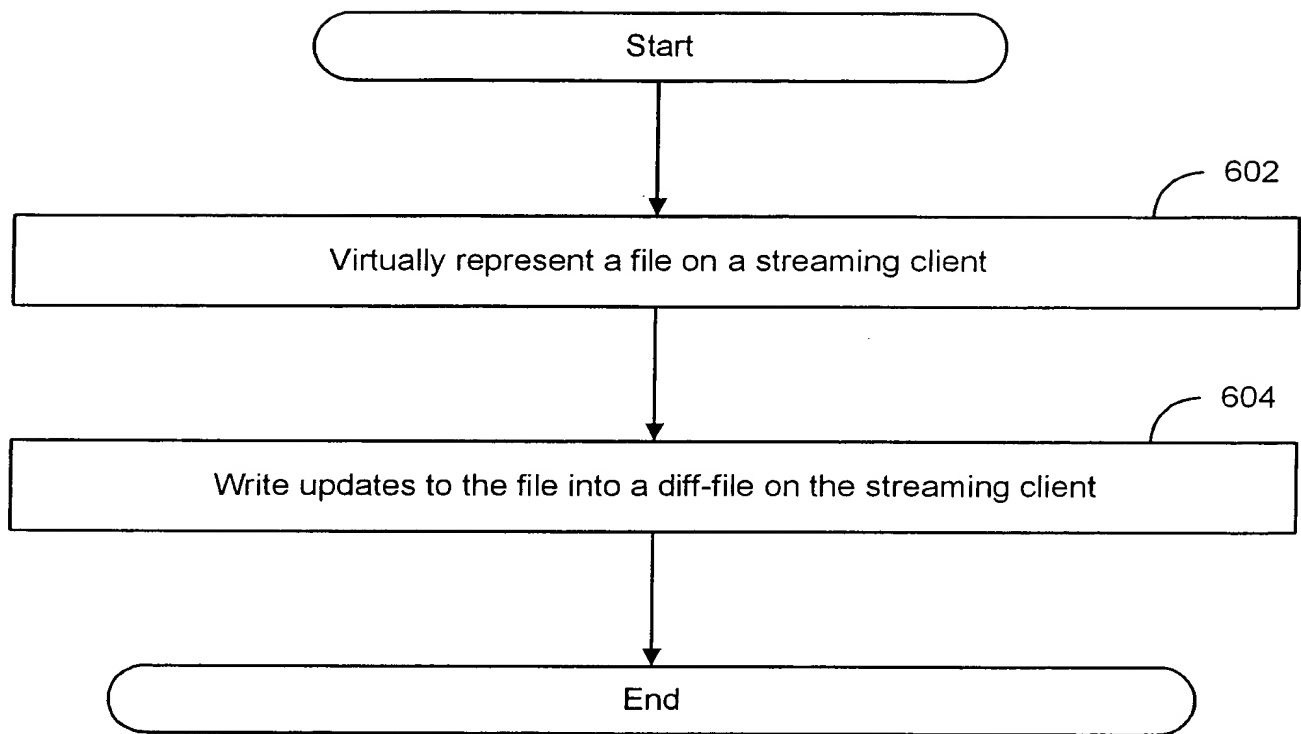 Start
602
Virtually represent a file on a streaming client
604
Write updates to the file into a diff-file on the streaming client
End